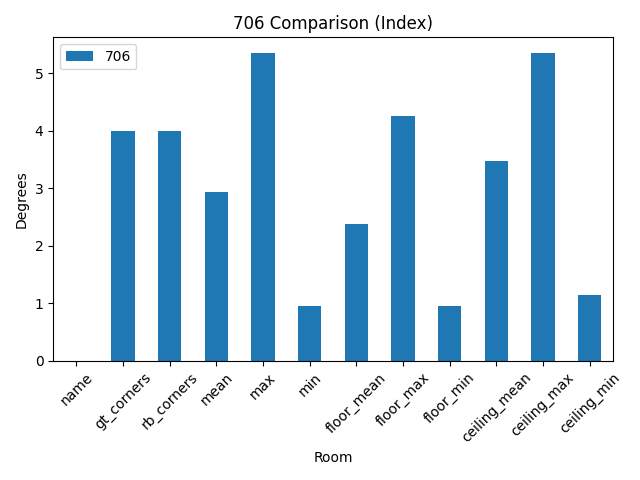 706 Comparison (Index)
706
Degrees
5
4
3
2
1
0
name
gt_corners
rb_corners
mean
max
min
floor_mean
floor_max
floor_min
ceiling_mean
ceiling_max
ceiling_min
Room